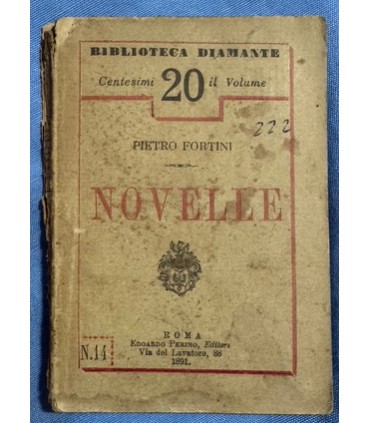 BIBLIOTECA DIAMANTE
Centesimi 20 il Volume
222
PIETRO FORTINI
NOVELLE
N.14
ROMA
EDOARDO PERINO, Editore
Via del Lavatore, 88
1891.